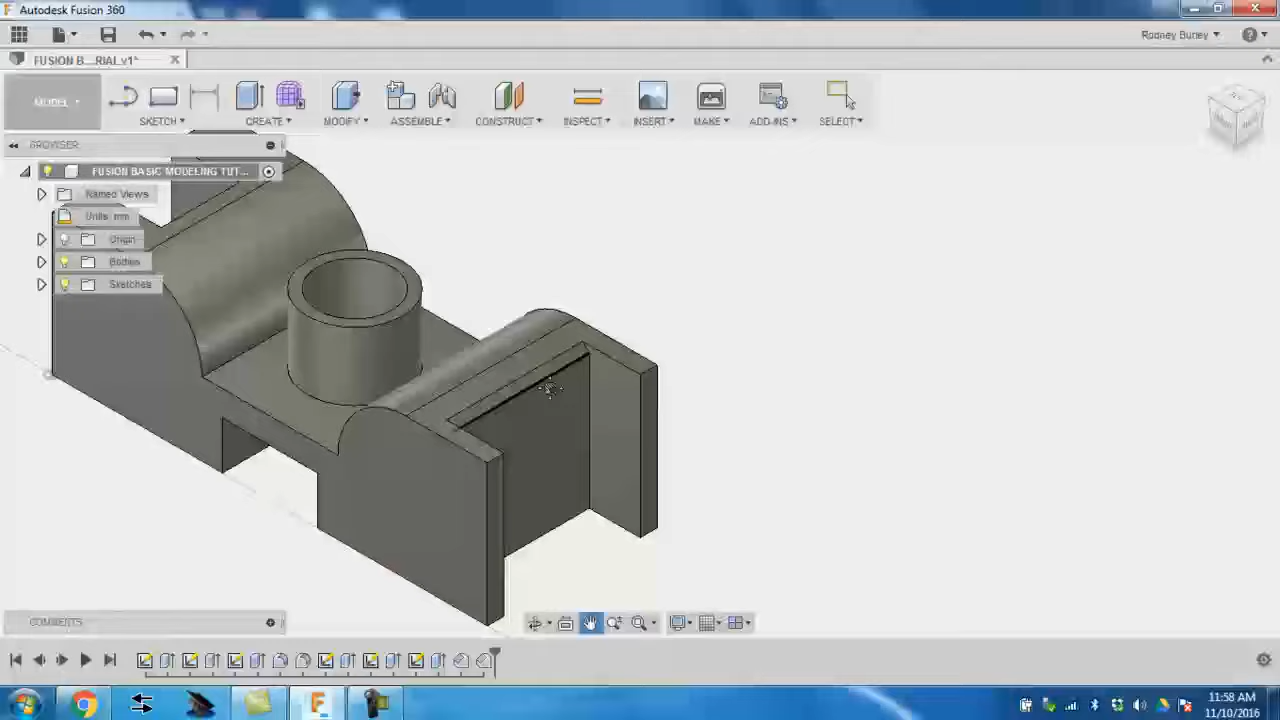 Autodesk Fusion 360
Rodney Burley
FUSION B...RIAL v1*
MODEL
SKETCH
CREATE
MODIFY
ASSEMBLE
CONSTRUCT
INSPECT
INSERT
MAKE
ADD-INS
SELECT
BROWSER
FUSION BASIC MODELING TUT...
Named Views
Units: mm
Origin
Bodies
Sketches
COMMENTS
11:58 AM
11/10/2016